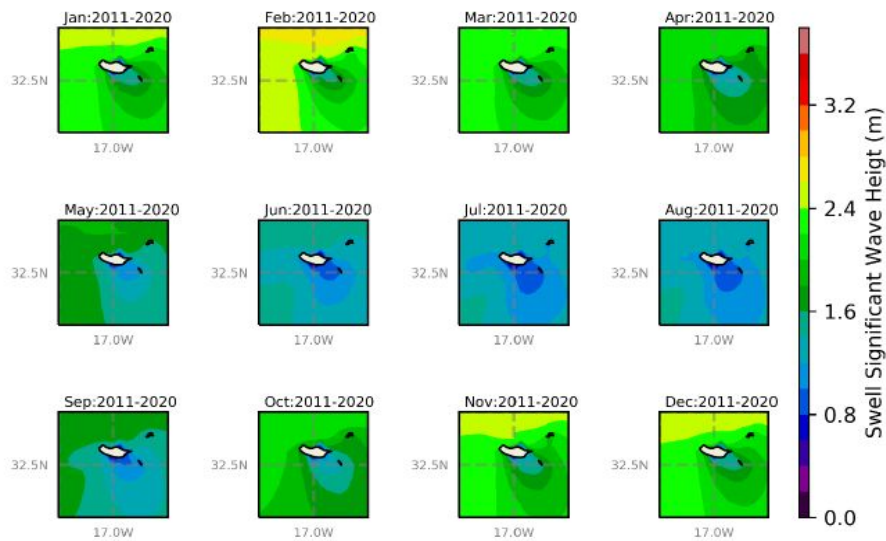 Jan:2011-2020 Feb:2011-2020 Mar:2011-2020 Apr:2011-2020
32.5N 32.5N 32.5N 32.5N
17.0W 17.0W 17.0W 17.0W
May:2011-2020 Jun:2011-2020 Jul:2011-2020 Aug:2011-2020
32.5N 32.5N 32.5N 32.5N
17.0W 17.0W 17.0W 17.0W
Sep:2011-2020 Oct:2011-2020 Nov:2011-2020 Dec:2011-2020
32.5N 32.5N 32.5N 32.5N
17.0W 17.0W 17.0W 17.0W
3.2
2.4
1.6
0.8
0.0
Swell Significant Wave Heigt (m)